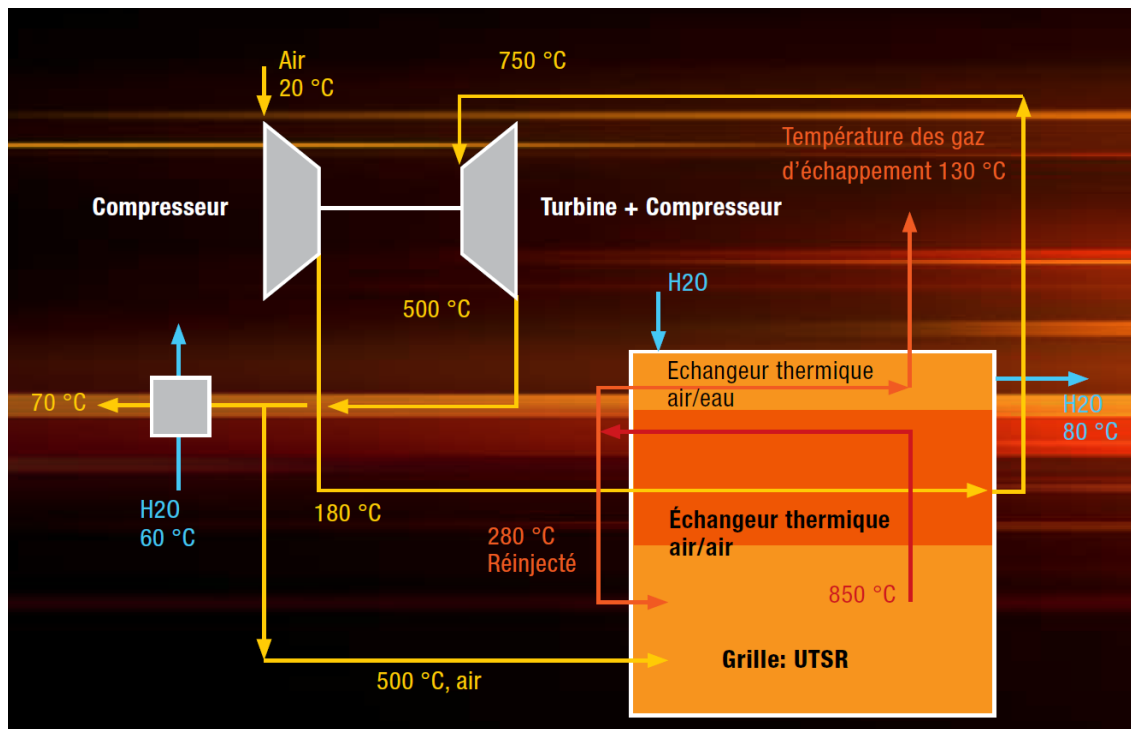 Air
20 °C
750 °C
Température des gaz
d'échappement 130 °C
Compresseur
Turbine + Compresseur
H2O
500 °C
Echangeur thermique
air/eau
70 °C
H2O
80 °C
H2O
60 °C
180 °C
280 °C
Réinjecté
Échangeur thermique
air/air
850 °C
Grille: UTSR
500 °C, air